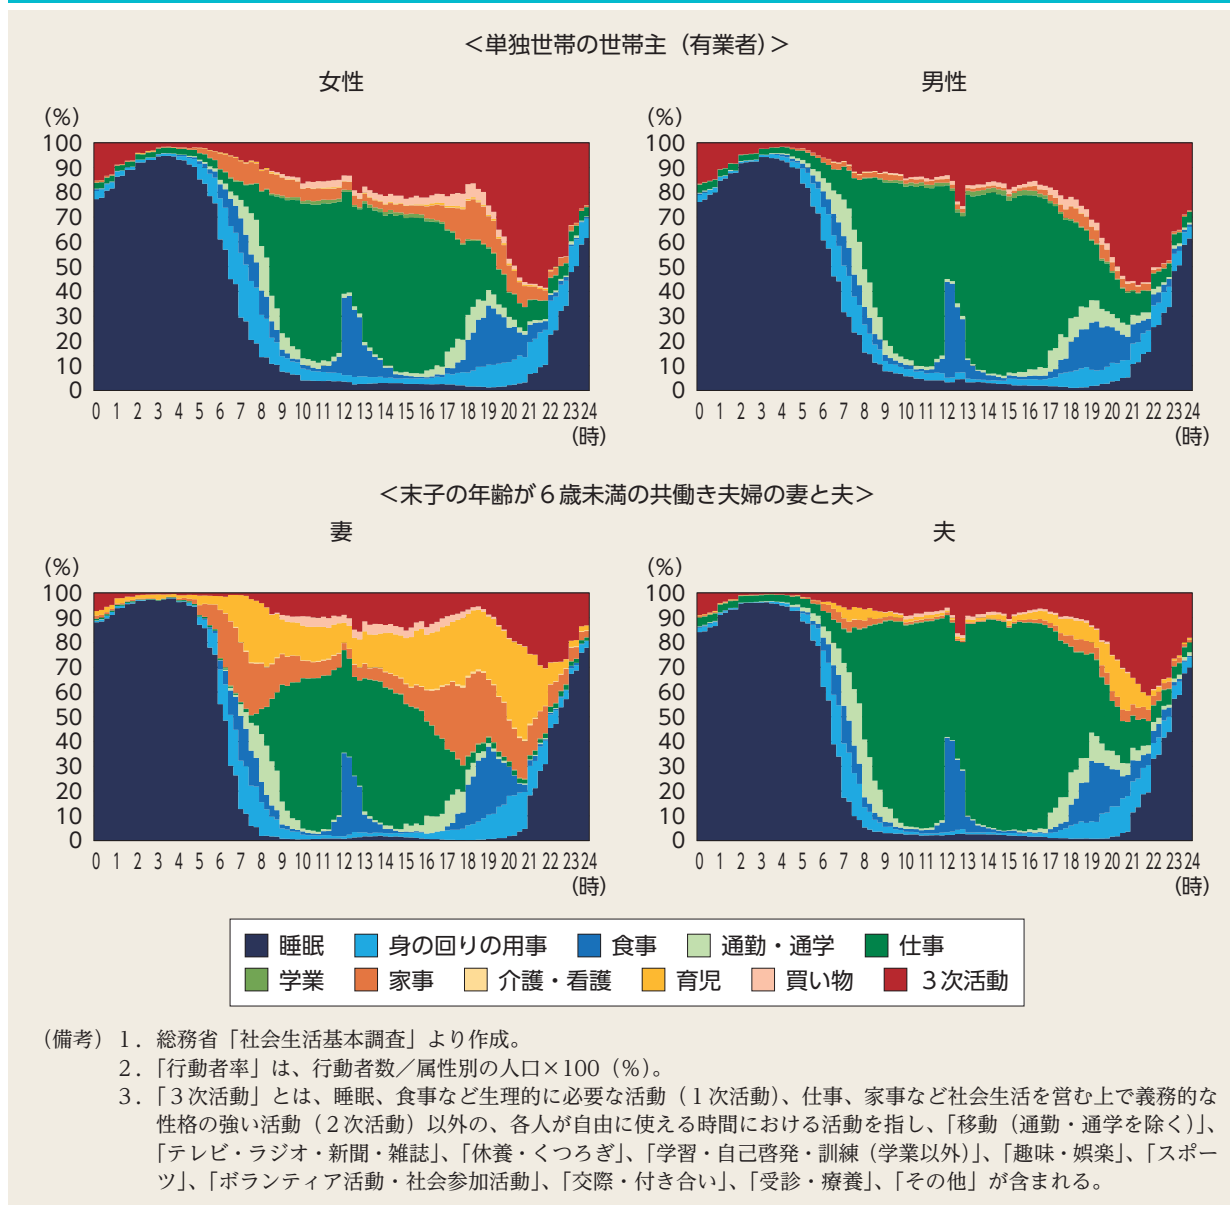 ＜単独世帯の世帯主（有業者）＞
女性
男性
（%）
100
90
80
70
60
50
40
30
20
10
0
0 1 2 3 4 5 6 7 8 9 10 11 12 13 14 15 16 17 18 19 20 21 22 23 24
（時）
（%）
100
90
80
70
60
50
40
30
20
10
0
0 1 2 3 4 5 6 7 8 9 10 11 12 13 14 15 16 17 18 19 20 21 22 23 24
（時）
＜末子の年齢が６歳未満の共働き夫婦の妻と夫＞
妻
夫
（%）
100
90
80
70
60
50
40
30
20
10
0
0 1 2 3 4 5 6 7 8 9 10 11 12 13 14 15 16 17 18 19 20 21 22 23 24
（時）
（%）
100
90
80
70
60
50
40
30
20
10
0
0 1 2 3 4 5 6 7 8 9 10 11 12 13 14 15 16 17 18 19 20 21 22 23 24
（時）
睡眠 身の回りの用事 食事 通勤・通学 仕事
学業 家事 介護・看護 育児 買い物 ３次活動
（備考）１．総務省「社会生活基本調査」より作成。
２．「行動者率」は、行動者数／属性別の人口×100（%）。
３．「３次活動」とは、睡眠、食事など生理的に必要な活動（１次活動）、仕事、家事など社会生活を営む上で義務的な
性格の強い活動（２次活動）以外の、各人が自由に使える時間における活動を指し、「移動（通勤・通学を除く）」、
「テレビ・ラジオ・新聞・雑誌」、「休養・くつろぎ」、「学習・自己啓発・訓練（学業以外）」、「趣味・娯楽」、「スポー
ツ」、「ボランティア活動・社会参加活動」、「交際・付き合い」、「受診・療養」、「その他」が含まれる。